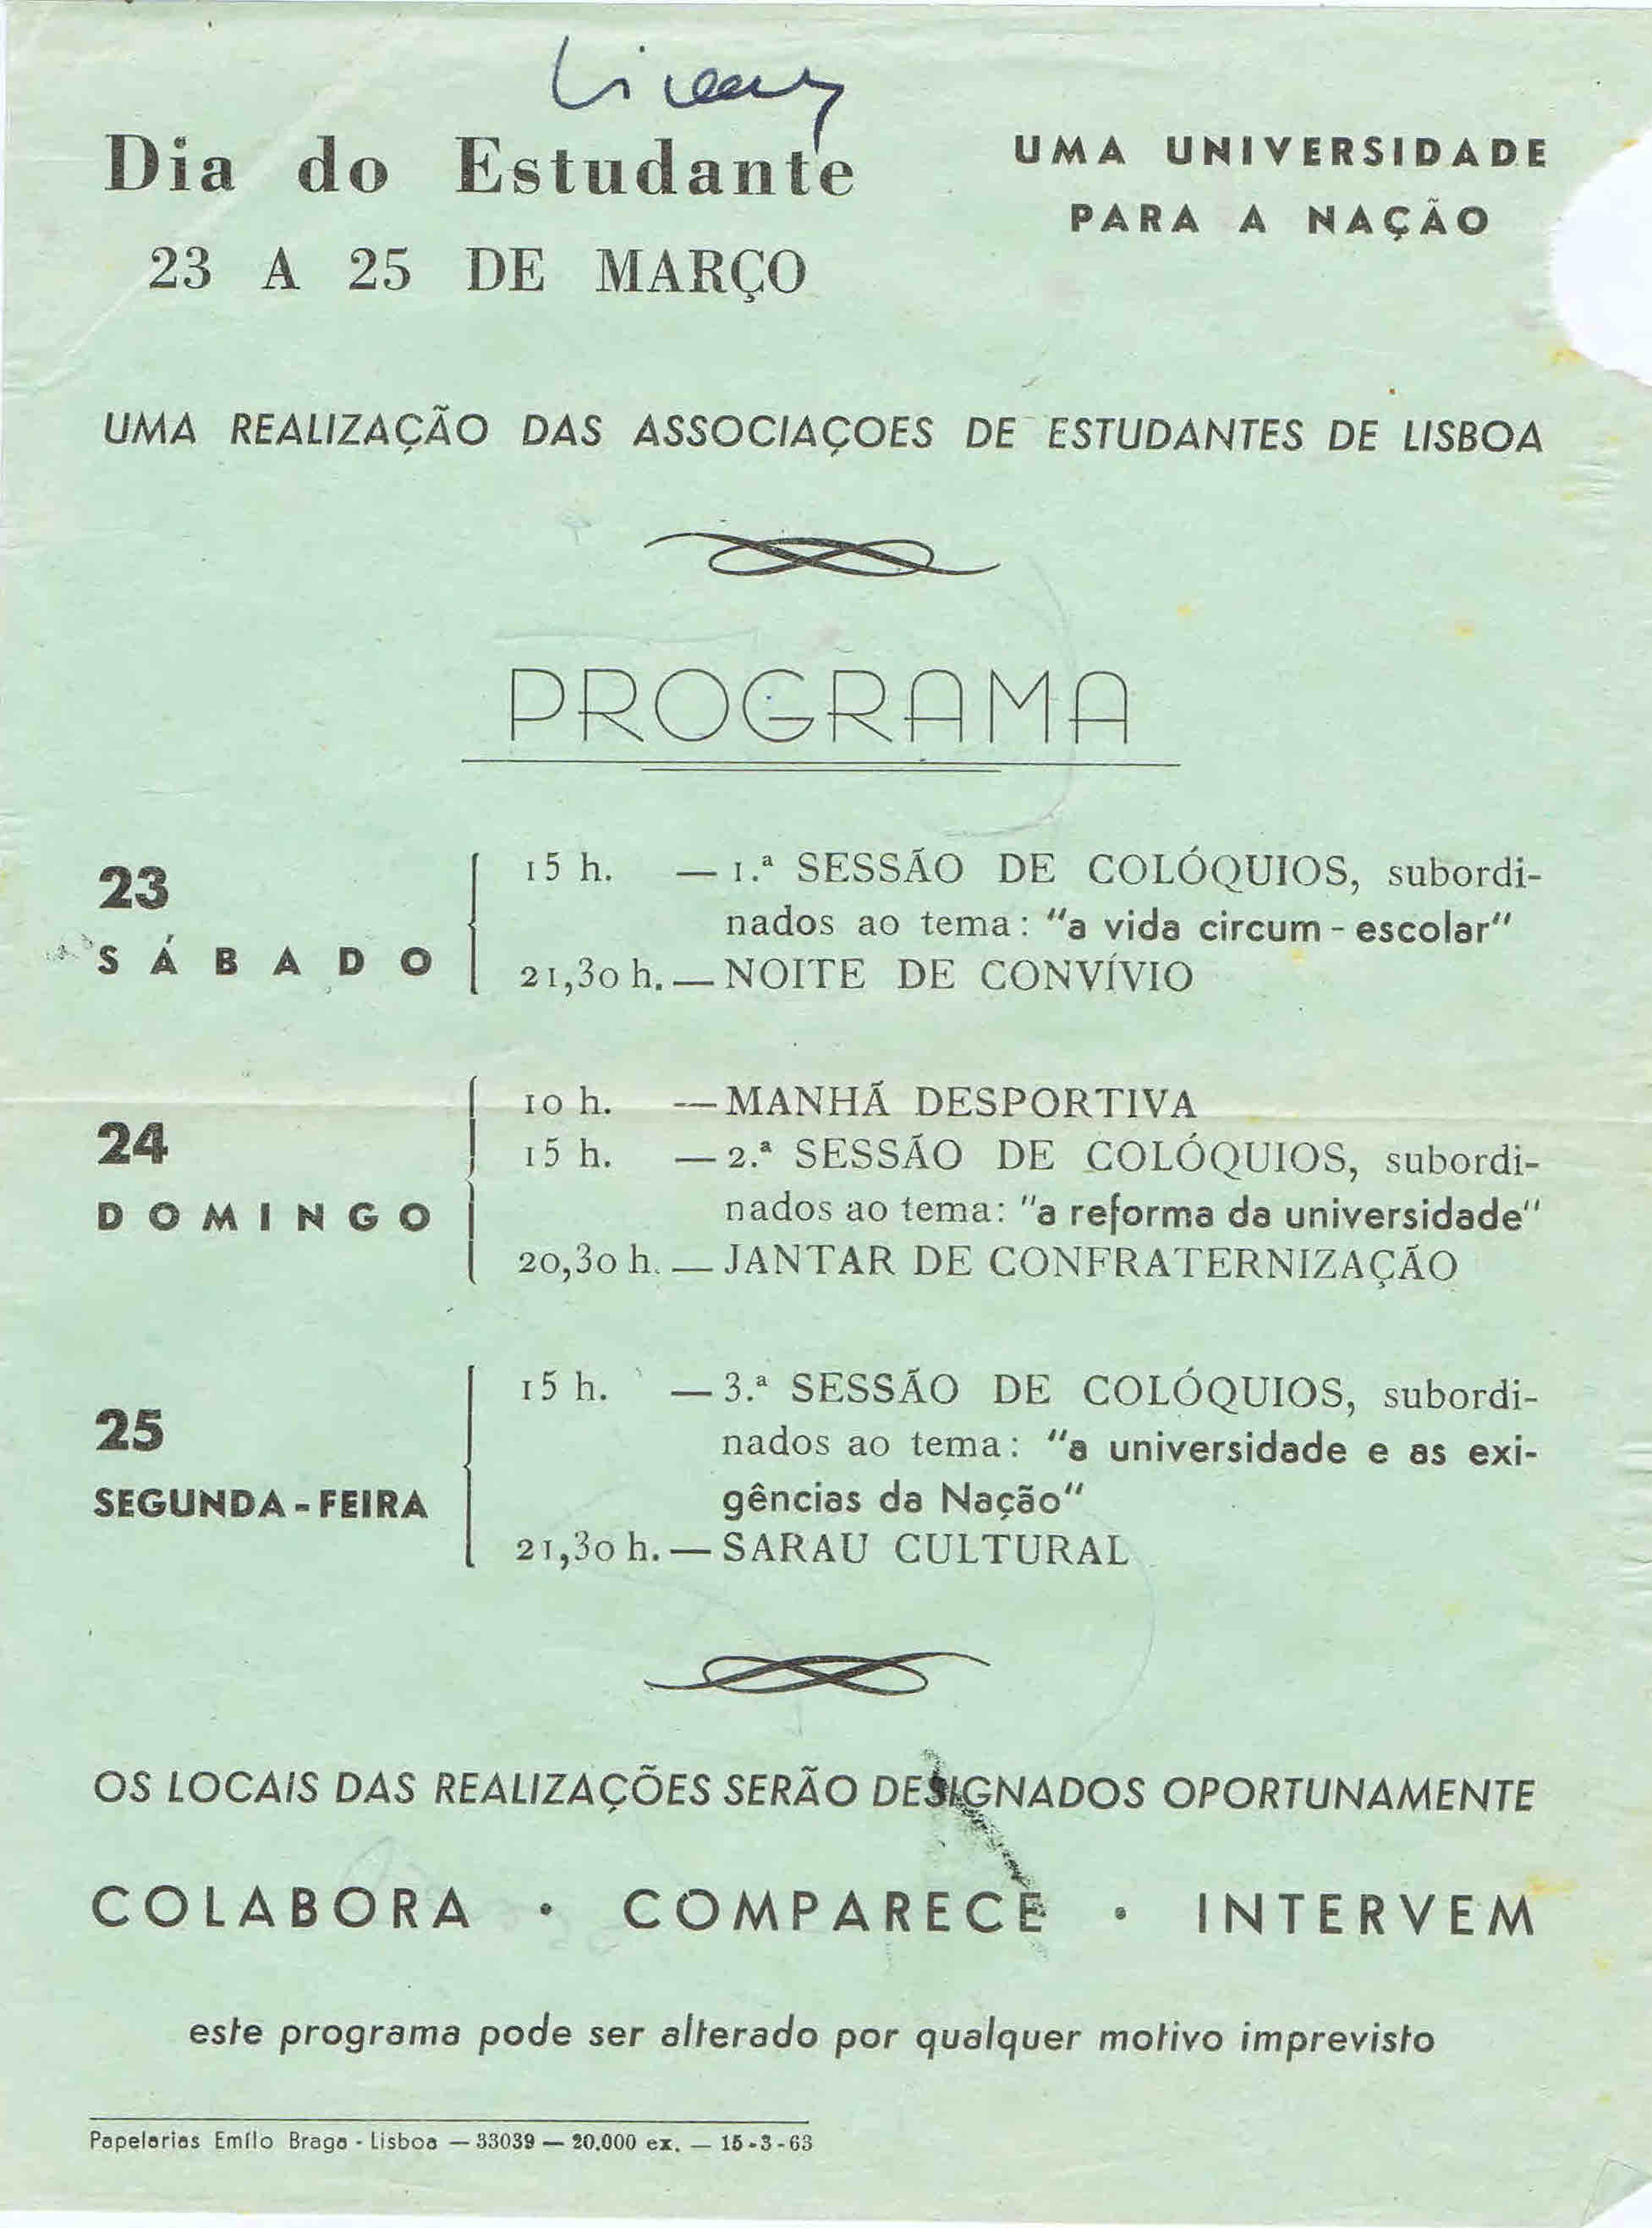 Dia do Estudante
23 A 25 DE MARÇO
UMA UNIVERSIDADE
PARA A NAÇÃO
UMA REALIZAÇÃO DAS ASSOCIAÇOES DE ESTUDANTES DE LISBOA
PROGRAMA
23
SÁBADO
15 h. — 1.ª SESSÃO DE COLÓQUIOS, subordi-
nados ao tema: "a vida circum-escolar"
21,30 h. — NOITE DE CONVÍVIO
24
DOMINGO
10 h. — MANHÃ DESPORTIVA
15 h. — 2.ª SESSÃO DE COLÓQUIOS, subordi-
nados ao tema: "a reforma da universidade"
20,30 h. — JANTAR DE CONFRATERNIZAÇÃO
25
SEGUNDA-FEIRA
15 h. — 3.ª SESSÃO DE COLÓQUIOS, subordi-
nados ao tema: "a universidade e as exi-
gências da Nação"
21,30 h. — SARAU CULTURAL
OS LOCAIS DAS REALIZAÇÕES SERÃO DESIGNADOS OPORTUNAMENTE
COLABORA • COMPARECE • INTERVEM
este programa pode ser alterado por qualquer motivo imprevisto
Papelarias Emílo Braga - Lisboa — 33039 — 20.000 ex. — 15-3-63